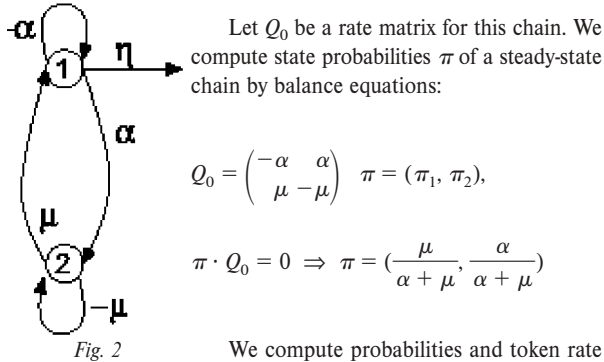 -α
1
η
α
μ
2
-μ
Fig. 2
Let Q₀ be a rate matrix for this chain. We
compute state probabilities π of a steady-state
chain by balance equations:
Q₀ = (−α α
μ −μ) π = (π₁, π₂),
π · Q₀ = 0 ⇒ π = (μ/(α + μ), α/(α + μ))
We compute probabilities and token rate